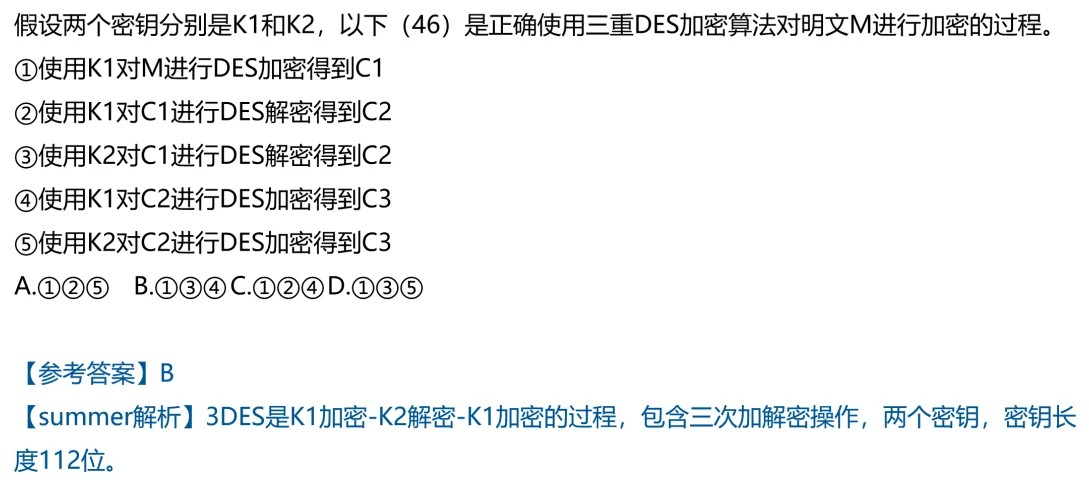 假设两个密钥分别是K1和K2，以下（46）是正确使用三重DES加密算法对明文M进行加密的过程。
①使用K1对M进行DES加密得到C1
②使用K1对C1进行DES解密得到C2
③使用K2对C1进行DES解密得到C2
④使用K1对C2进行DES加密得到C3
⑤使用K2对C2进行DES加密得到C3
A.①②⑤ B.①③④ C.①②④ D.①③⑤
【参考答案】B
【summer解析】3DES是K1加密-K2解密-K1加密的过程，包含三次加解密操作，两个密钥，密钥长
度112位。